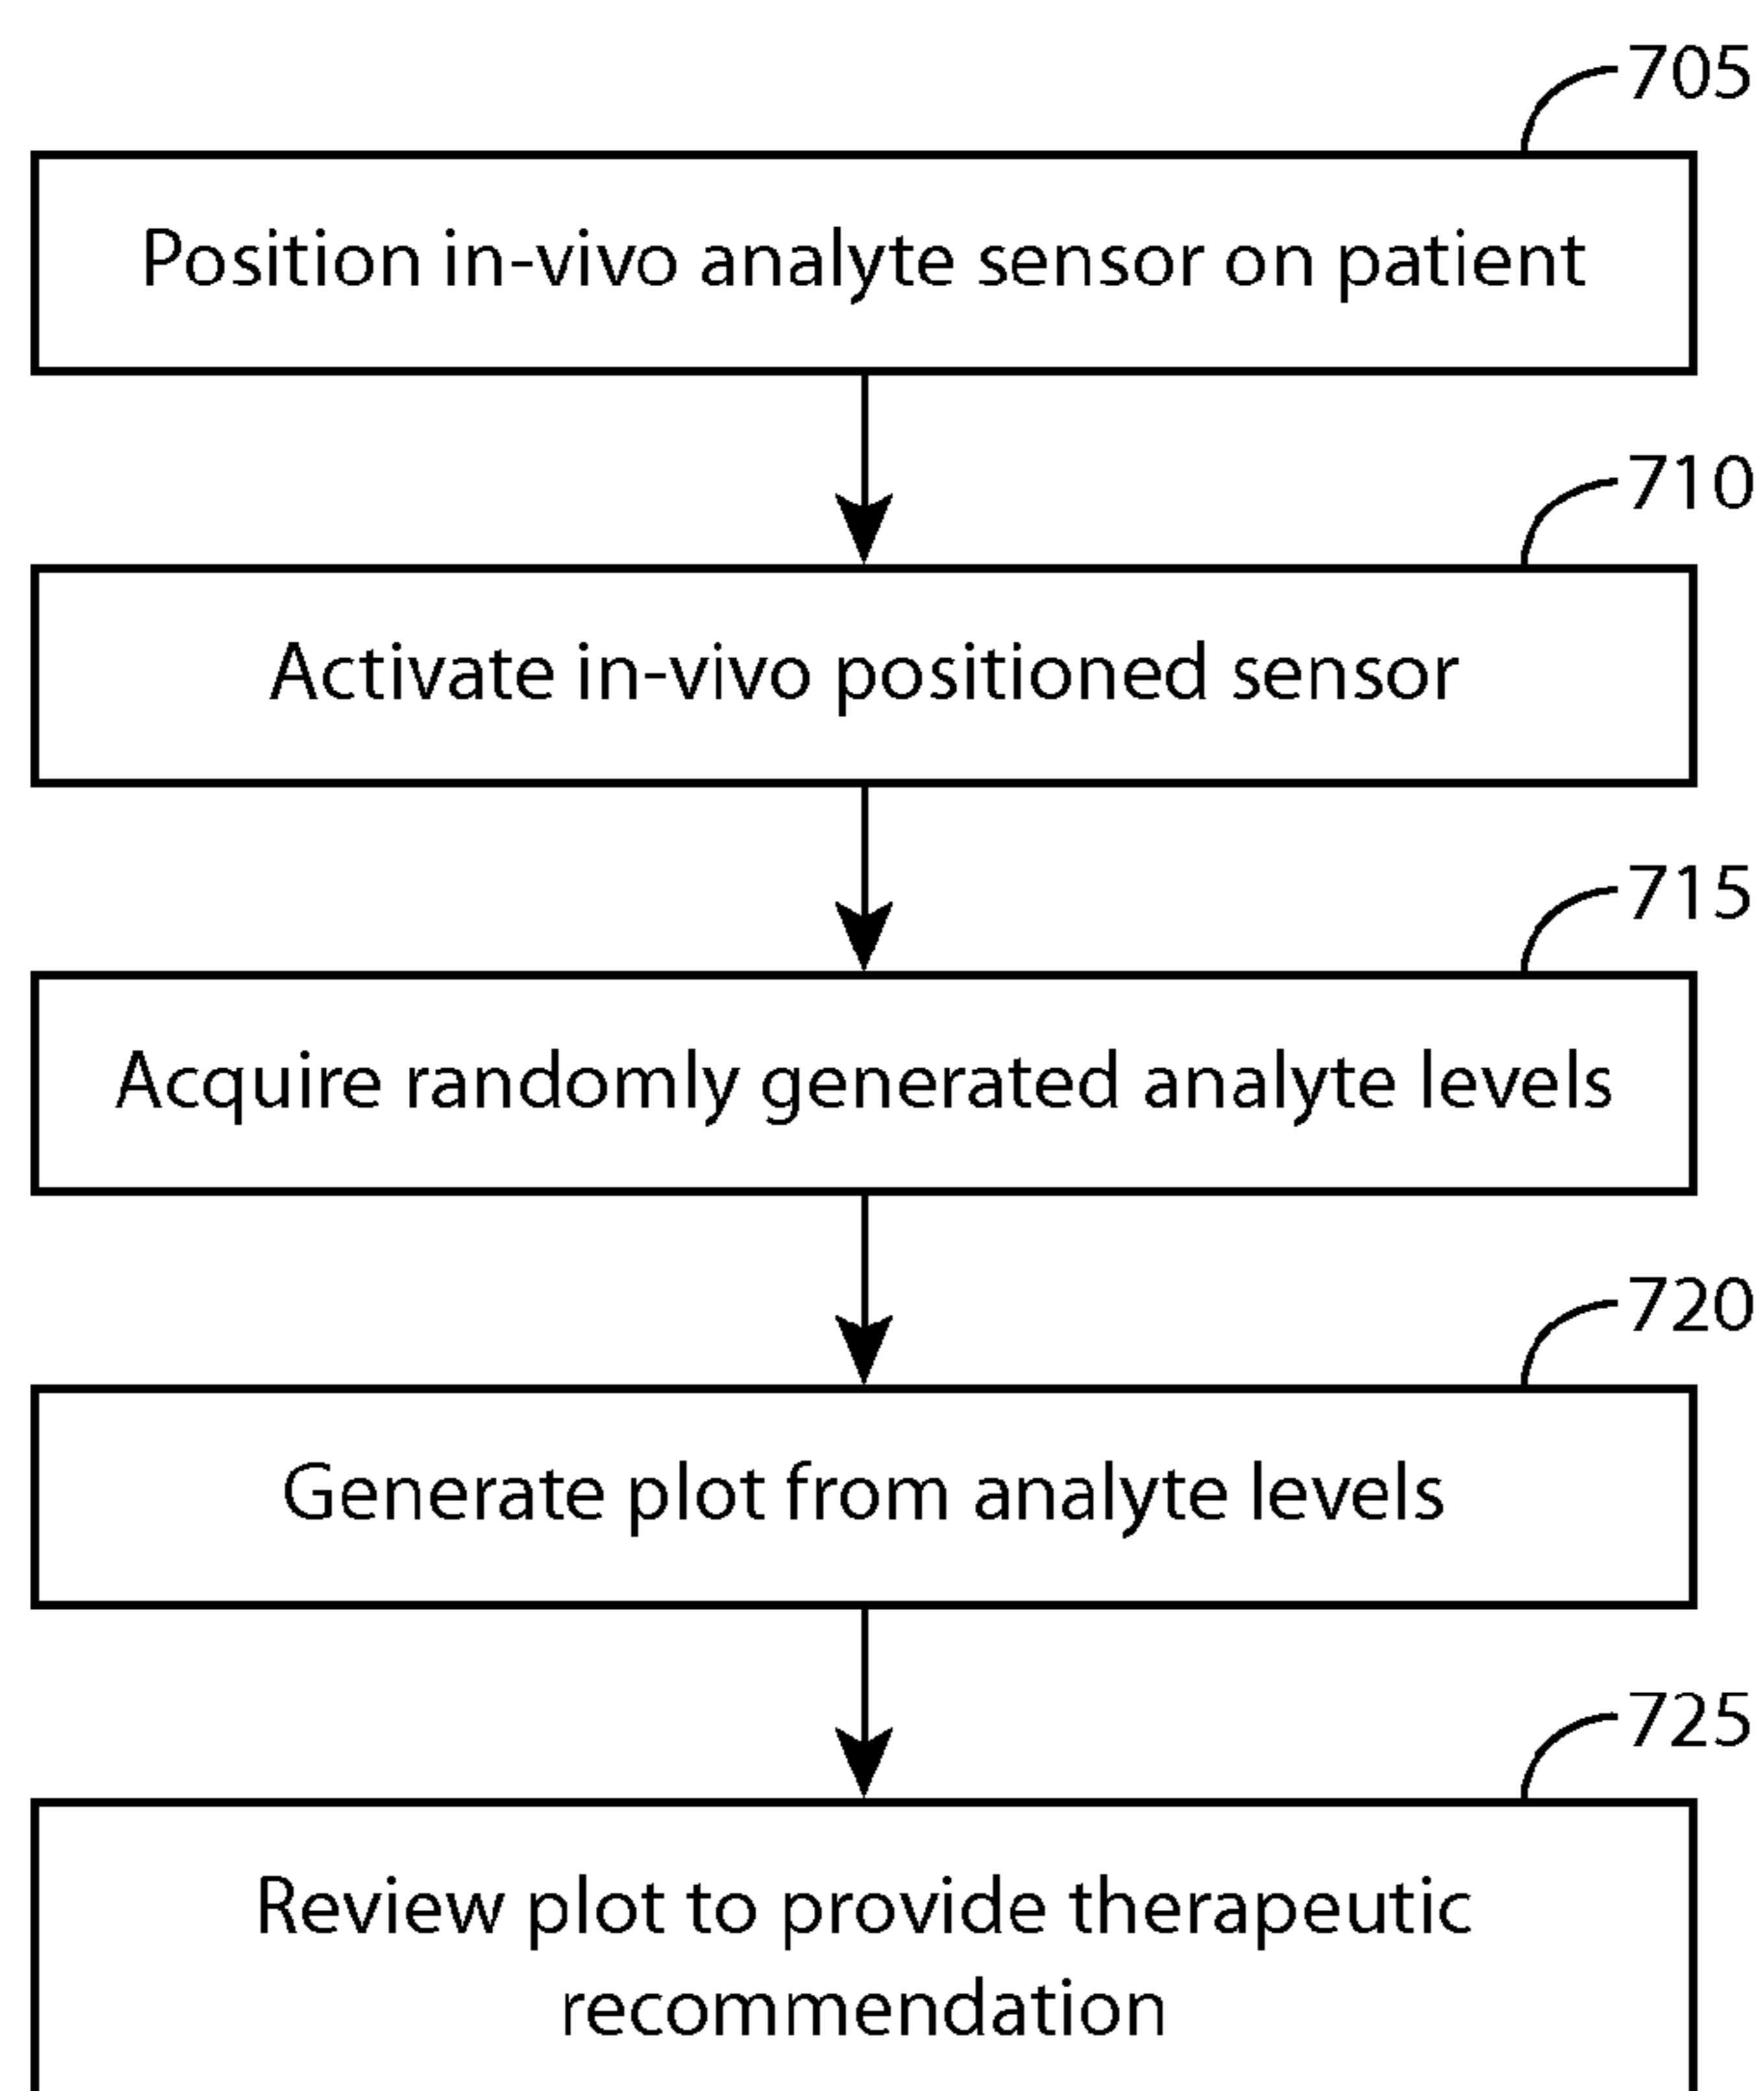 705
Position in-vivo analyte sensor on patient
710
Activate in-vivo positioned sensor
715
Acquire randomly generated analyte levels
720
Generate plot from analyte levels
725
Review plot to provide therapeutic
recommendation